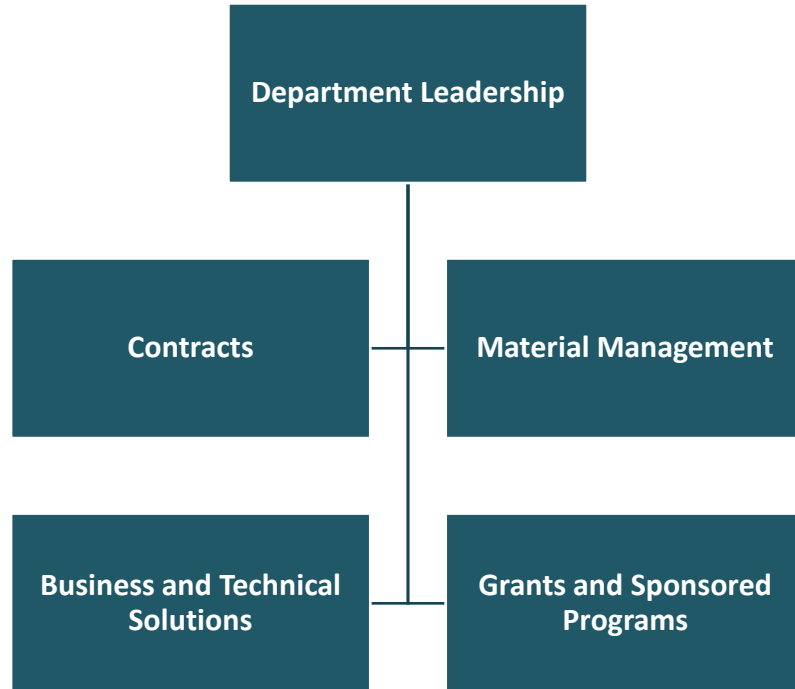 Department Leadership
Contracts
Material Management
Business and Technical
Solutions
Grants and Sponsored
Programs